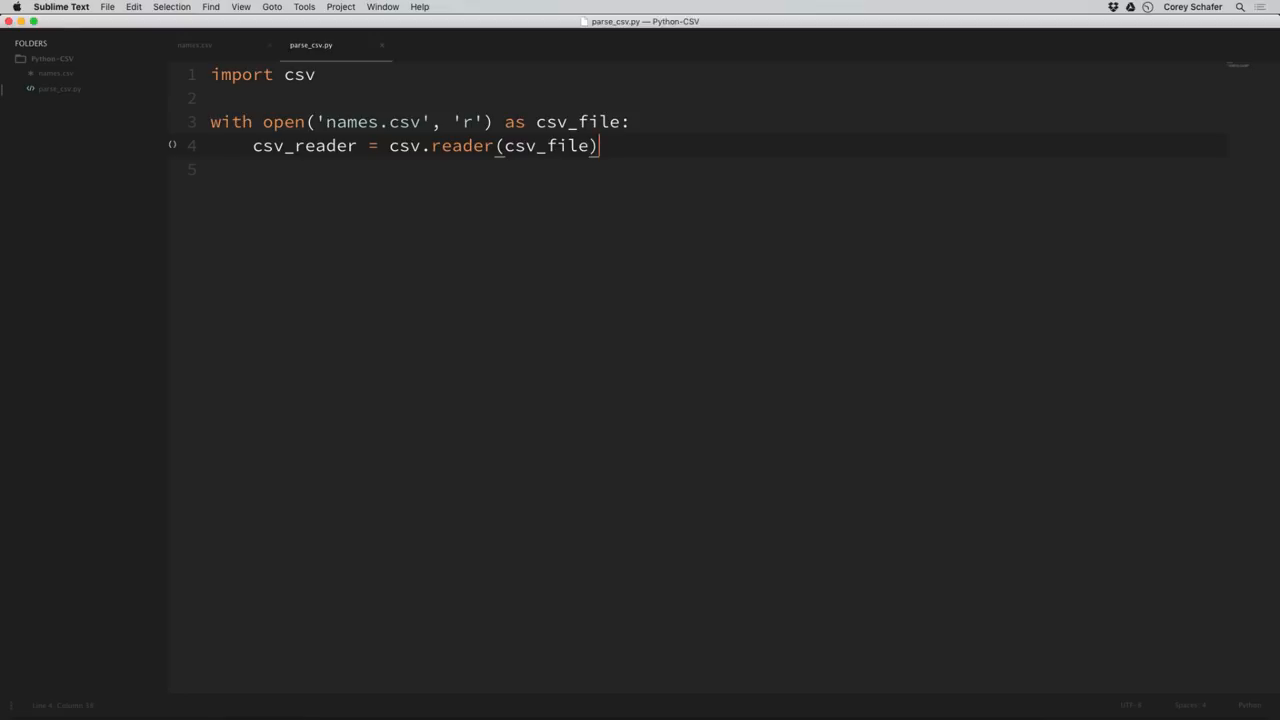 Sublime Text File Edit Selection Find View Goto Tools Project Window Help Corey Schafer
parse_csv.py — Python-CSV
FOLDERS
Python-CSV
names.csv
parse_csv.py
names.csv parse_csv.py
1 import csv
2
3 with open('names.csv', 'r') as csv_file:
4 csv_reader = csv.reader(csv_file)
5
Line 4, Column 38 UTF-8 Spaces: 4 Python